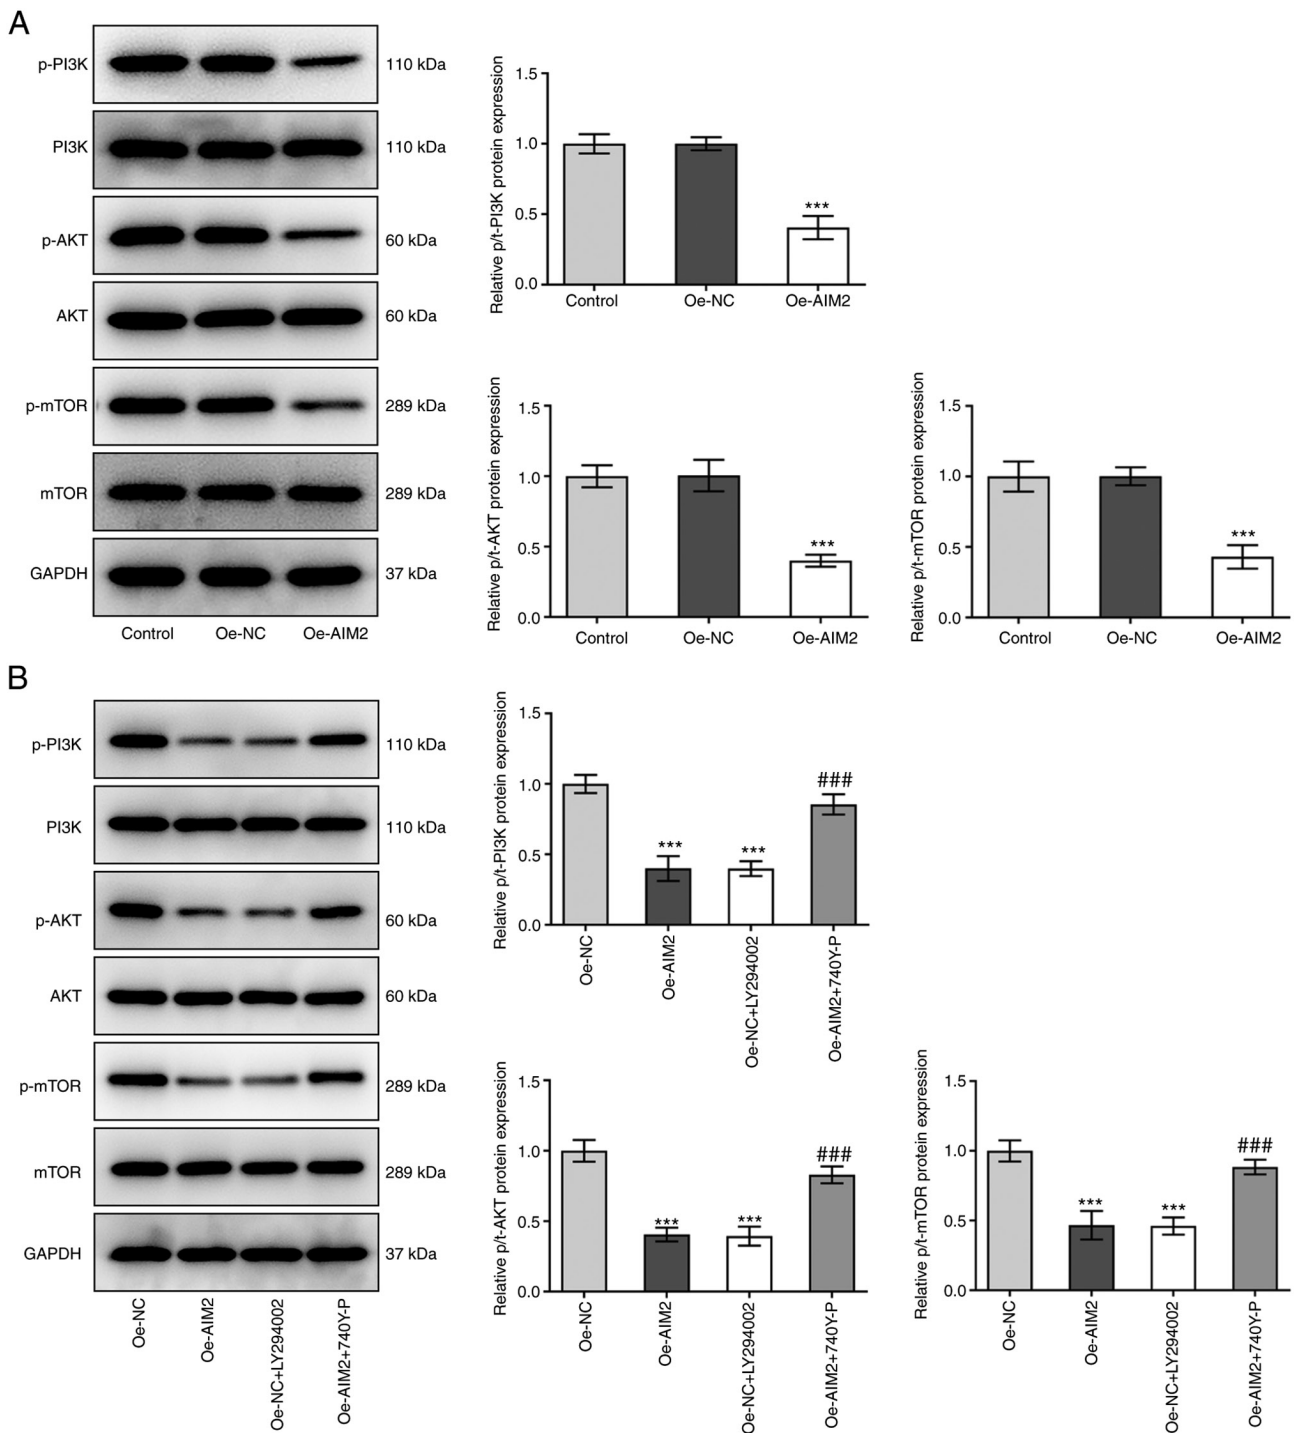 A
p-PI3K 110 kDa
PI3K 110 kDa
p-AKT 60 kDa
AKT 60 kDa
p-mTOR 289 kDa
mTOR 289 kDa
GAPDH 37 kDa
Control Oe-NC Oe-AIM2
Relative p/t-PI3K protein expression
1.5
1.0
0.5
0.0
***
Control Oe-NC Oe-AIM2
Relative p/t-AKT protein expression
1.5
1.0
0.5
0.0
***
Control Oe-NC Oe-AIM2
Relative p/t-mTOR protein expression
1.5
1.0
0.5
0.0
***
Control Oe-NC Oe-AIM2
B
p-PI3K 110 kDa
PI3K 110 kDa
p-AKT 60 kDa
AKT 60 kDa
p-mTOR 289 kDa
mTOR 289 kDa
GAPDH 37 kDa
Oe-NC
Oe-AIM2
Oe-NC+LY294002
Oe-AIM2+740Y-P
Relative p/t-PI3K protein expression
1.5
1.0
0.5
0.0
*** *** ###
Oe-NC
Oe-AIM2
Oe-NC+LY294002
Oe-AIM2+740Y-P
Relative p/t-AKT protein expression
1.5
1.0
0.5
0.0
*** *** ###
Oe-NC
Oe-AIM2
Oe-NC+LY294002
Oe-AIM2+740Y-P
Relative p/t-mTOR protein expression
1.5
1.0
0.5
0.0
*** *** ###
Oe-NC
Oe-AIM2
Oe-NC+LY294002
Oe-AIM2+740Y-P